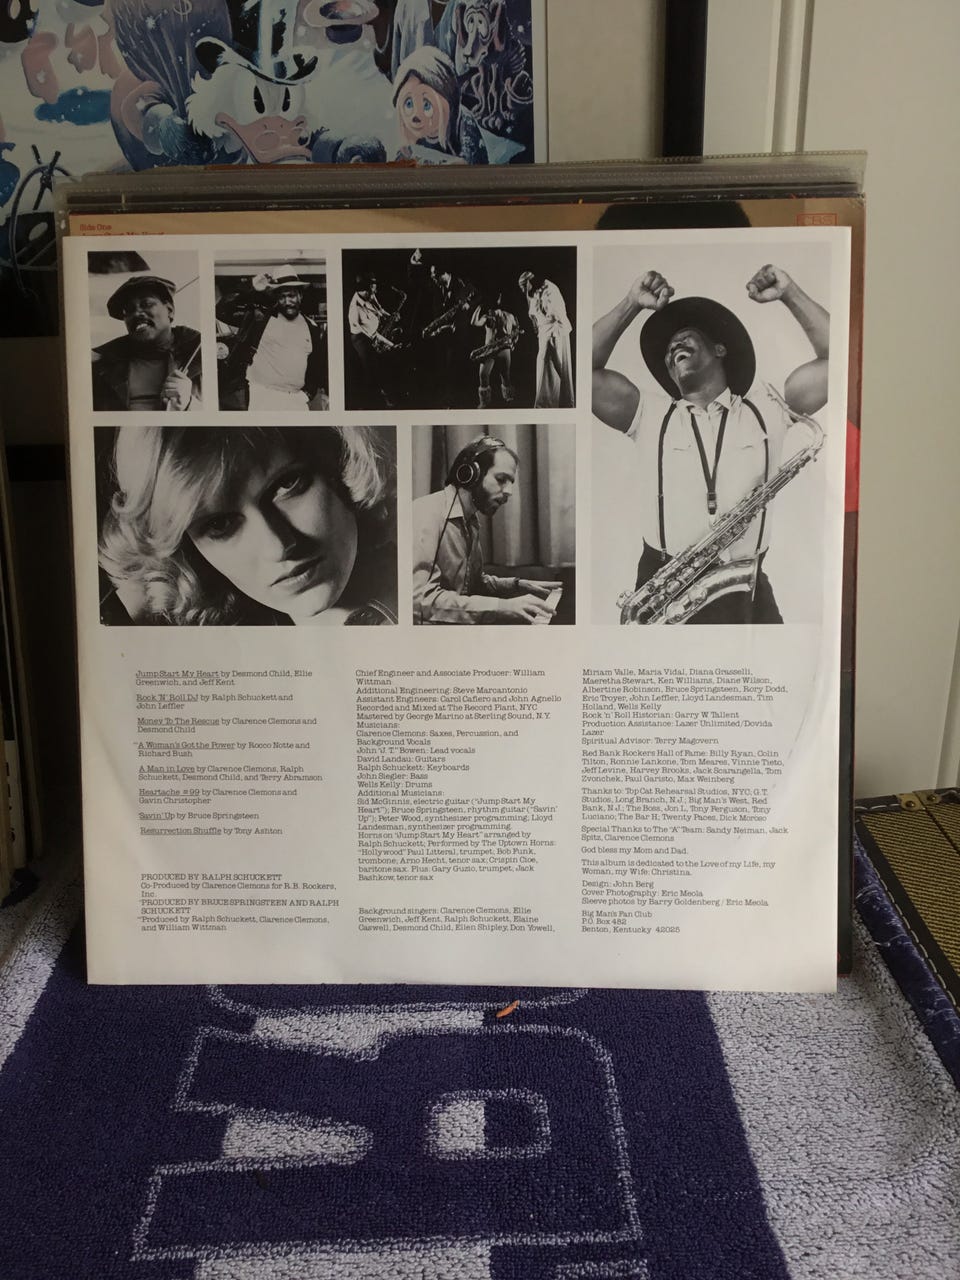 Side One
Jump Start My Heart
CBS
Jump Start My Heart by Desmond Child, Ellie
Greenwich, and Jeff Kent
Rock 'N' Roll DJ by Ralph Schuckett and
John Leffler
Money To The Rescue by Clarence Clemons and
Desmond Child
**A Woman's Got the Power by Rocco Notte and
Richard Bush
A Man in Love by Clarence Clemons, Ralph
Schuckett, Desmond Child, and Terry Abramson
Heartache #99 by Clarence Clemons and
Gavin Christopher
*Savin' Up by Bruce Springsteen
Resurrection Shuffle by Tony Ashton
PRODUCED BY RALPH SCHUCKETT
Co-Produced by Clarence Clemons for R.B. Rockers,
Inc.
*PRODUCED BY BRUCE SPRINGSTEEN AND RALPH
SCHUCKETT
**Produced by Ralph Schuckett, Clarence Clemons,
and William Wittman
Chief Engineer and Associate Producer: William
Wittman
Additional Engineering: Steve Marcantonio
Assistant Engineers: Carol Cafiero and John Agnello
Recorded and Mixed at The Record Plant, NYC
Mastered by George Marino at Sterling Sound, N.Y.
Musicians:
Clarence Clemons: Saxes, Percussion, and
Background Vocals
John "J. T." Bowen: Lead vocals
David Landau: Guitars
Ralph Schuckett: Keyboards
John Siegler: Bass
Wells Kelly: Drums
Additional Musicians:
Sid McGinnis, electric guitar ("Jump Start My
Heart"); Bruce Springsteen, rhythm guitar ("Savin'
Up"); Peter Wood, synthesizer programming; Lloyd
Landesman, synthesizer programming.
Horns on "Jump Start My Heart" arranged by
Ralph Schuckett; Performed by The Uptown Horns:
"Hollywood" Paul Litteral, trumpet; Bob Funk,
trombone; Arno Hecht, tenor sax; Crispin Cioe,
baritone sax. Plus: Gary Guzio, trumpet; Jack
Bashkow, tenor sax
Background singers: Clarence Clemons, Ellie
Greenwich, Jeff Kent, Ralph Schuckett, Elaine
Caswell, Desmond Child, Ellen Shipley, Don Yowell,
Miriam Valle, Maria Vidal, Diana Grasselli,
Maeretha Stewart, Ken Williams, Diane Wilson,
Albertine Robinson, Bruce Springsteen, Rory Dodd,
Eric Troyer, John Leffler, Lloyd Landesman, Tim
Holland, Wells Kelly
Rock 'n' Roll Historian: Garry W. Tallent
Production Assistance: Lazer Unlimited/Dovida
Lazer
Spiritual Advisor: Terry Magovern
Red Bank Rockers Hall of Fame: Billy Ryan, Colin
Tilton, Ronnie Lankone, Tom Meares, Vinnie Tieto,
Jeff Levine, Harvey Brooks, Jack Scarangella, Tom
Zvonchek, Paul Garisto, Max Weinberg
Thanks to: Top Cat Rehearsal Studios, NYC; G.T.
Studios, Long Branch, N.J.; Big Man's West, Red
Bank, N.J.; The Boss, Jon L, Tony Ferguson, Tony
Luciano; The Bar H; Twenty Paces, Dick Moroso
Special Thanks to The "A" Team: Sandy Neiman, Jack
Spitz, Clarence Clemons
God bless my Mom and Dad.
This album is dedicated to the Love of my Life, my
Woman, my Wife: Christina.
Design: John Berg
Cover Photography: Eric Meola
Sleeve photos by Barry Goldenberg / Eric Meola
Big Man's Fan Club
P.O. Box 482
Benton, Kentucky 42025